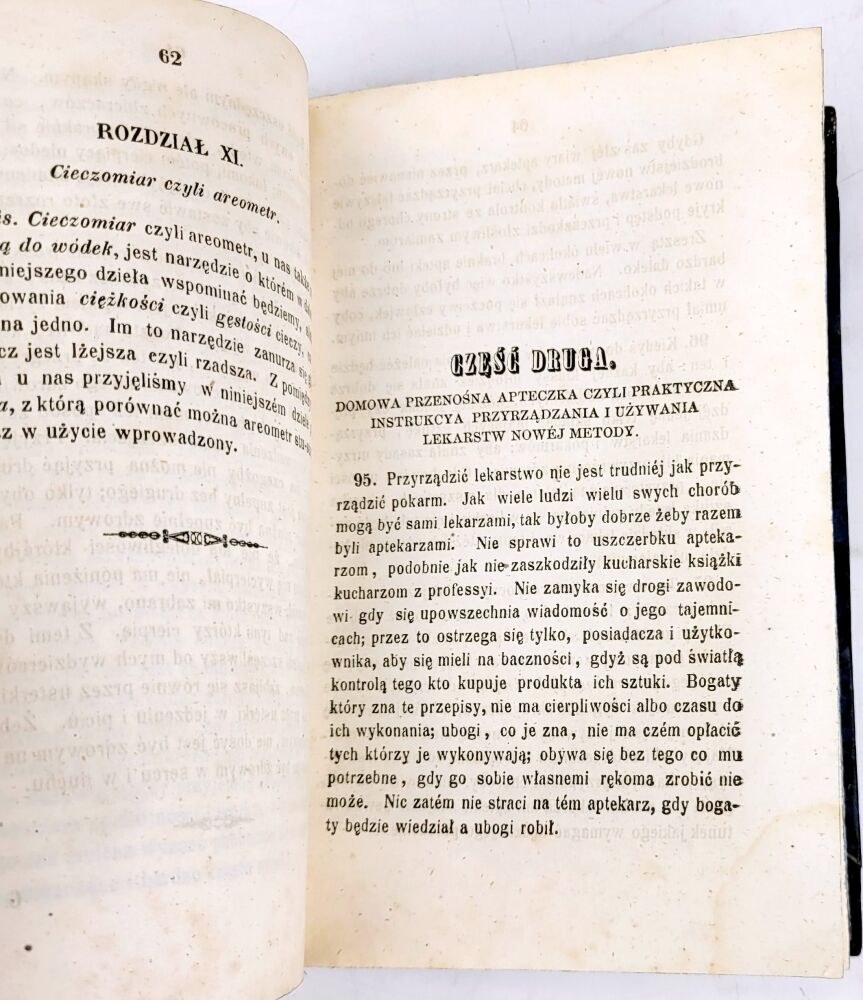 62
ROZDZIAŁ XI.
Cieczomiar czyli areometr.
Cieczomiar czyli areometr, u nas także
do wódek, jest narzędzie o którem w
niniejszego dzieła wspominać będziemy,
ciężkości czyli gęstości cieczy,
na jedno. Im to narzędzie zanurza się
jest lżejsza czyli rzadsza. Z pomiędzy
u nas przyjęliśmy w niniejszém dziele
z którą porównać można areometr
w użycie wprowadzony.
CZĘŚĆ DRUGA.
DOMOWA PRZENOŚNA APTECZKA CZYLI PRAKTYCZNA
INSTRUKCYA PRZYRZĄDZANIA I UŻYWANIA
LEKARSTW NOWÉJ METODY.
95. Przyrządzić lekarstwo nie jest trudniéj jak przy-
rządzić pokarm. Jak wiele ludzi wielu swych chorób
mogą być sami lekarzami, tak byłoby dobrze żeby razem
byli aptekarzami. Nie sprawi to uszczerbku apteka-
rzom, podobnie jak nie zaszkodziły kucharskie książki
kucharzom z professyi. Nie zamyka się drogi zawodo-
wi gdy się upowszechnia wiadomość o jego tajemni-
cach; przez to ostrzega się tylko, posiadacza i użytko-
wnika, aby się mieli na baczności, gdyż są pod światłą
kontrolą tego kto kupuje produkta ich sztuki. Bogaty
który zna te przepisy, nie ma cierpliwości albo czasu do
ich wykonania; ubogi, co je zna, nie ma czém opłacić
tych którzy je wykonywają; obywa się bez tego co mu
potrzebne, gdy go sobie własnemi rękoma zrobić nie
może. Nic zatém nie straci na tém aptekarz, gdy boga-
ty będzie wiedział a ubogi robił.